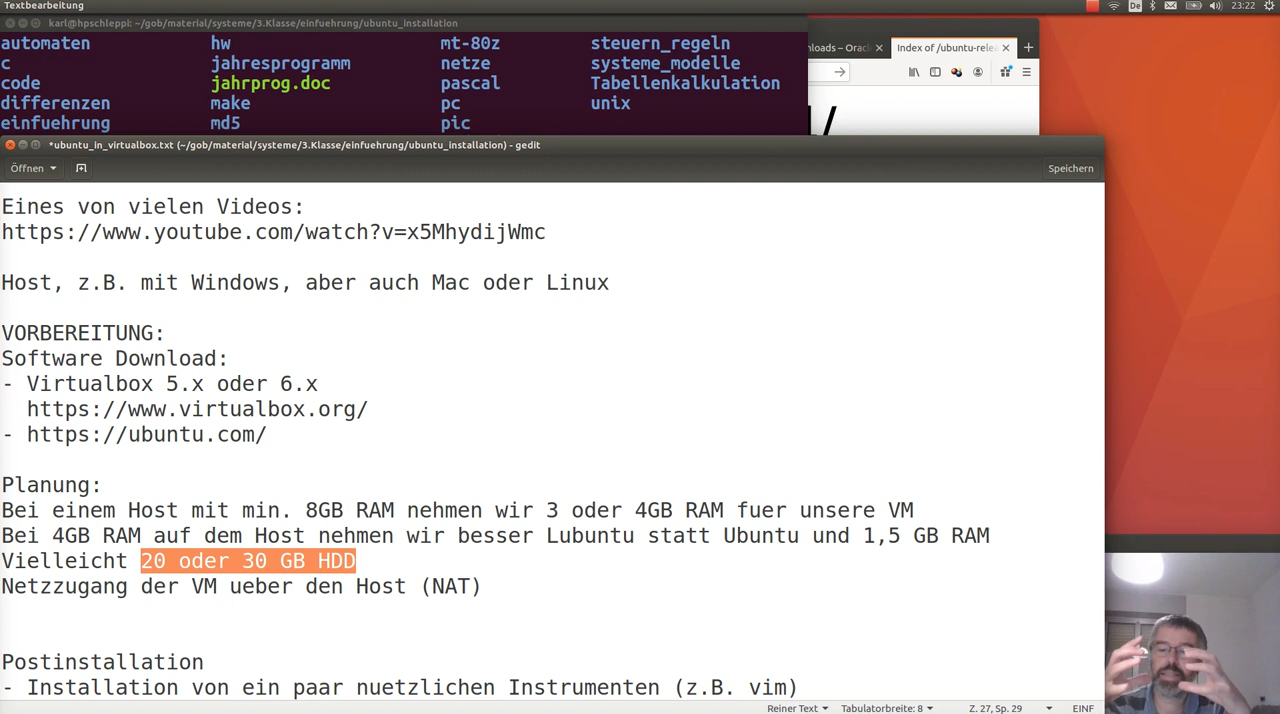 Textbearbeitung
De
23:22
karl@hpschleppi: ~/gob/material/systeme/3.Klasse/einfuehrung/ubuntu_installation
automaten hw mt-80z steuern_regeln
c jahresprogramm netze systeme_modelle
code jahrprog.doc pascal Tabellenkalkulation
differenzen make pc unix
einfuehrung md5 pic
nloads – Orac
Index of /ubuntu-rele
/
*ubuntu_in_virtualbox.txt (~/gob/material/systeme/3.Klasse/einfuehrung/ubuntu_installation) - gedit
Öffnen
Speichern
Eines von vielen Videos:
https://www.youtube.com/watch?v=x5MhydijWmc
Host, z.B. mit Windows, aber auch Mac oder Linux
VORBEREITUNG:
Software Download:
- Virtualbox 5.x oder 6.x
https://www.virtualbox.org/
- https://ubuntu.com/
Planung:
Bei einem Host mit min. 8GB RAM nehmen wir 3 oder 4GB RAM fuer unsere VM
Bei 4GB RAM auf dem Host nehmen wir besser Lubuntu statt Ubuntu und 1,5 GB RAM
Vielleicht 20 oder 30 GB HDD
Netzzugang der VM ueber den Host (NAT)
Postinstallation
- Installation von ein paar nuetzlichen Instrumenten (z.B. vim)
Reiner Text Tabulatorbreite: 8 Z. 27, Sp. 29 EINF